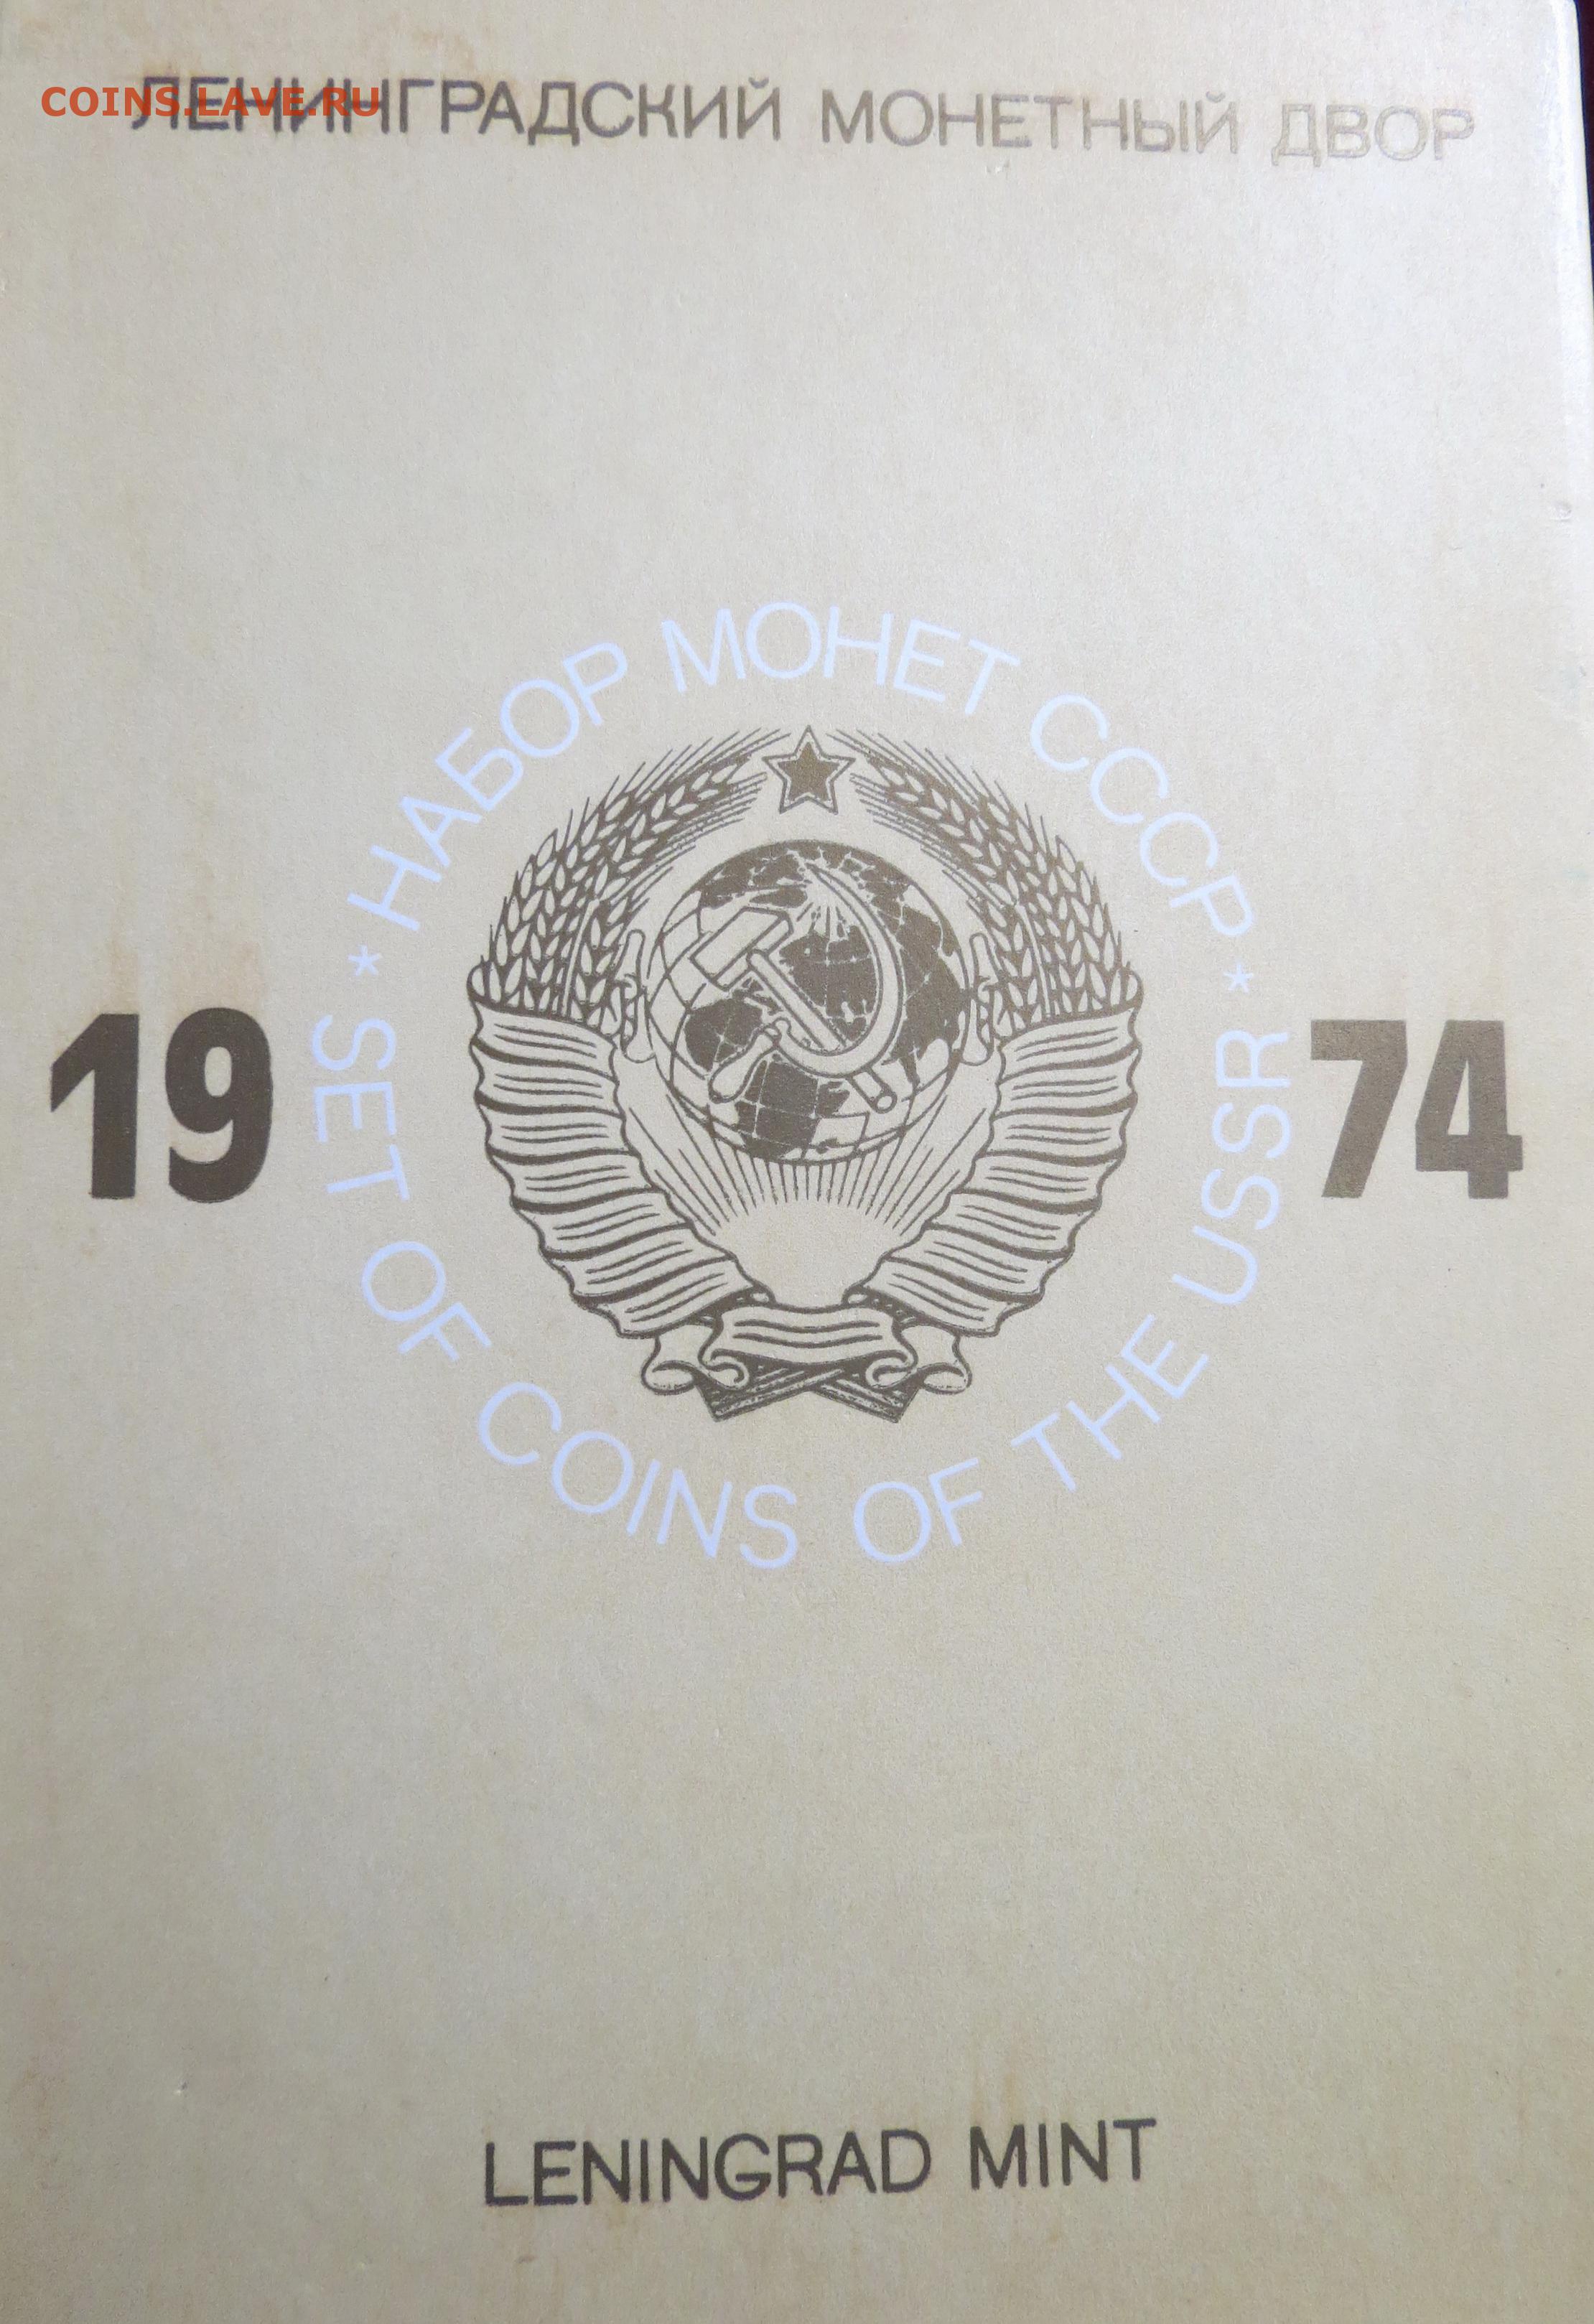 COINS.LAVE.RU
ЛЕНИНГРАДСКИЙ МОНЕТНЫЙ ДВОР
* НАБОР МОНЕТ СССР *
19 74
SET OF COINS OF THE USSR
LENINGRAD MINT